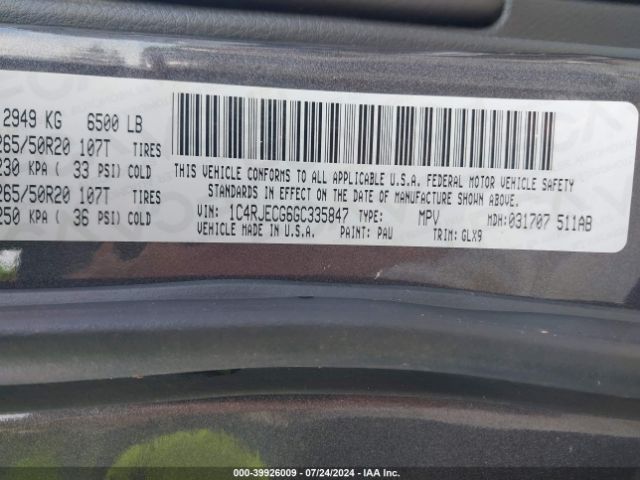 2949 KG 6500 LB
265/50R20 107T TIRES
230 KPA ( 33 PSI) COLD
265/50R20 107T TIRES
250 KPA ( 36 PSI) COLD
THIS VEHICLE CONFORMS TO ALL APPLICABLE U.S.A. FEDERAL MOTOR VEHICLE SAFETY
STANDARDS IN EFFECT ON THE DATE OF MANUFACTURE SHOWN ABOVE.
VIN: 1C4RJECG6GC335847 TYPE: MPV MDH: 031707 511AB
VEHICLE MADE IN U.S.A. PAINT: PAU TRIM: GLX9
000-39926009 - 07/24/2024 - IAA Inc.